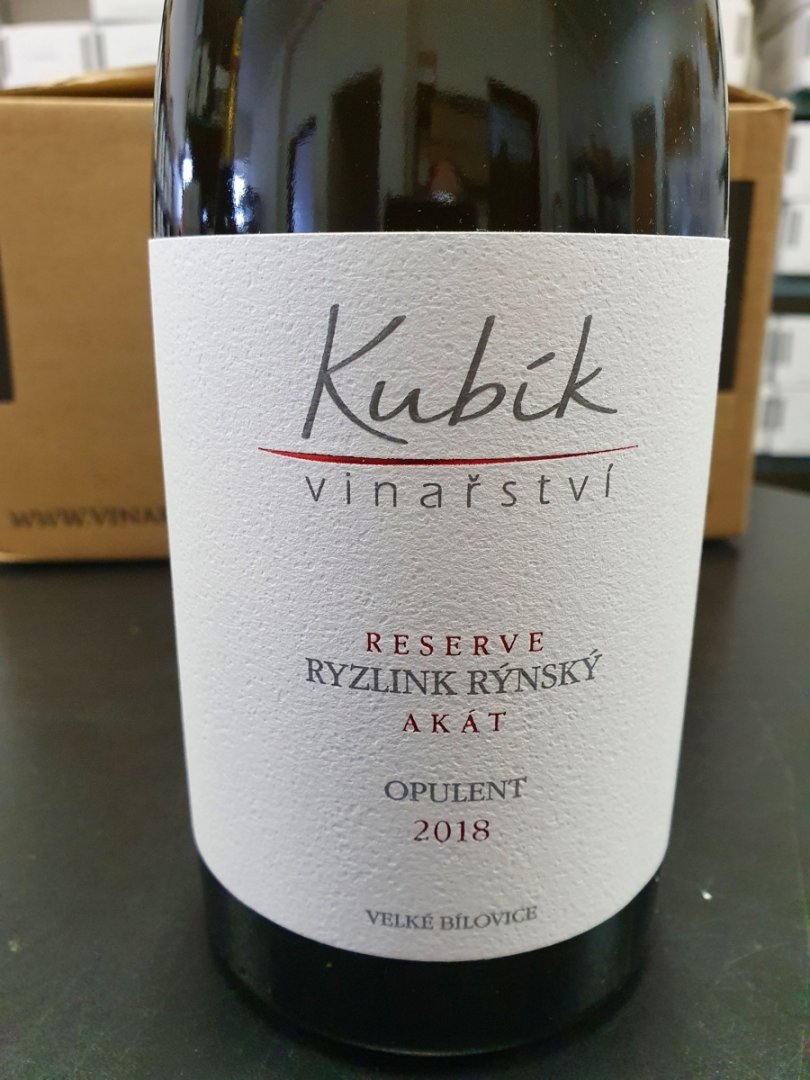 Kubík
vinařství
RESERVE
RYZLINK RÝNSKÝ
AKÁT
OPULENT
2018
VELKÉ BÍLOVICE